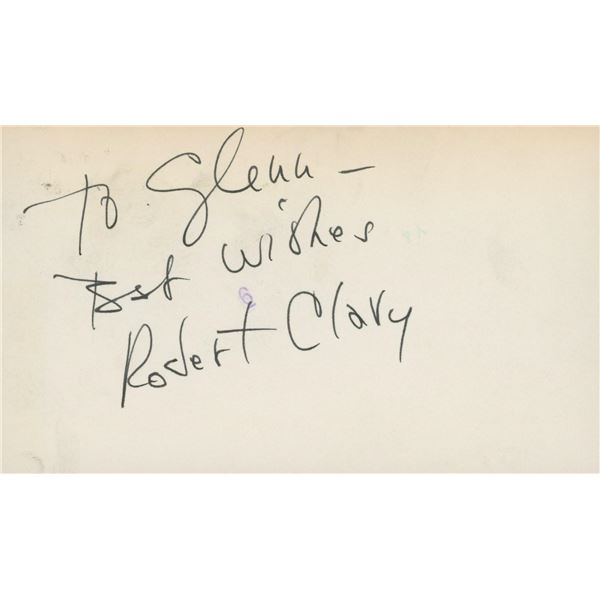 To Glenn —
Best wishes
Robert Clary